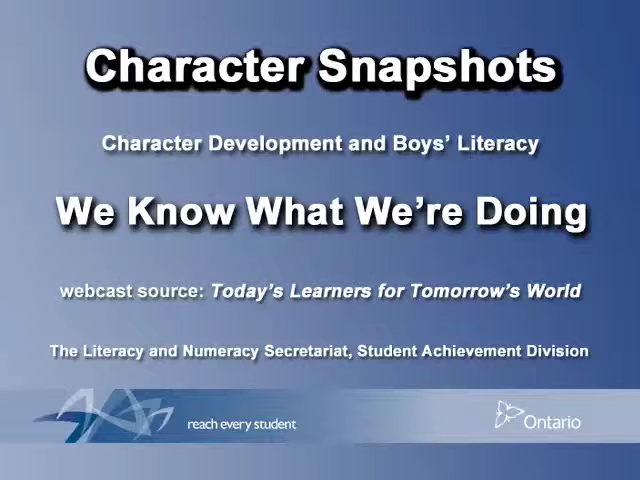 Character Snapshots
Character Development and Boys' Literacy
We Know What We're Doing
webcast source: Today's Learners for Tomorrow's World
The Literacy and Numeracy Secretariat, Student Achievement Division
reach every student
Ontario